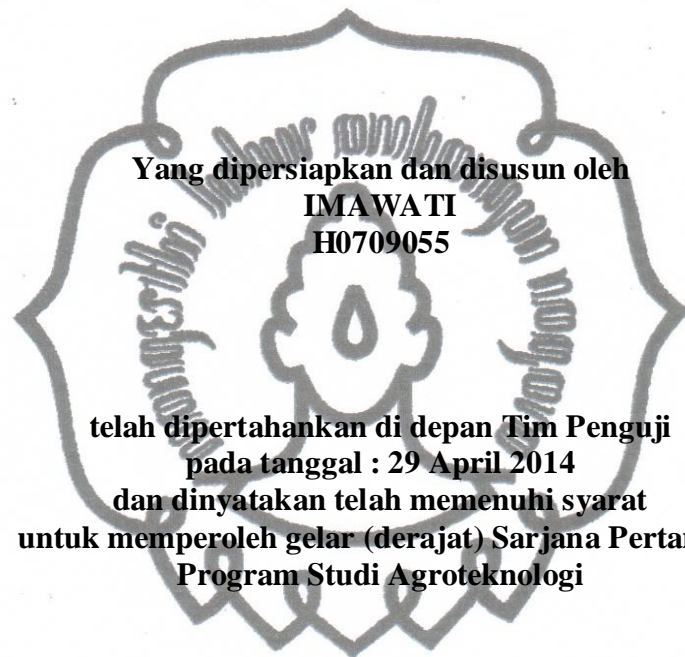 Yang dipersiapkan dan disusun oleh
IMAWATI
H0709055
telah dipertahankan di depan Tim Penguji
pada tanggal : 29 April 2014
dan dinyatakan telah memenuhi syarat
untuk memperoleh gelar (derajat) Sarjana
Program Studi Agroteknologi